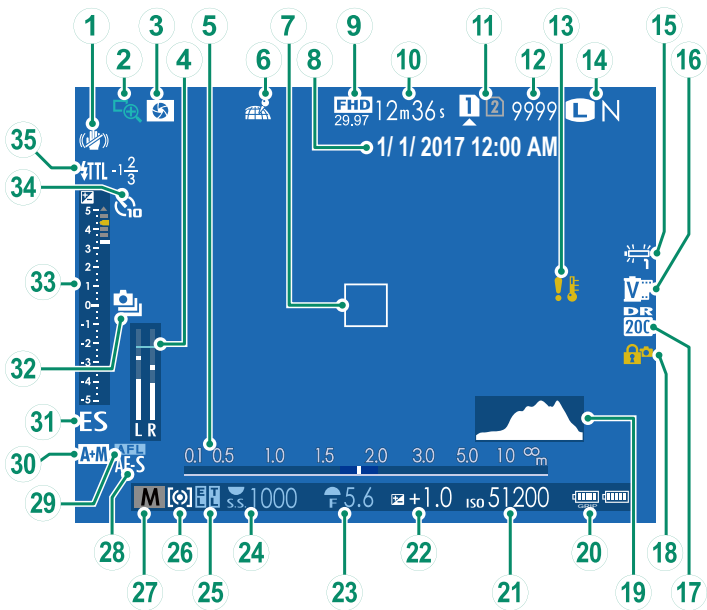 1 2 3 4 5 6 7 8 9 10 11 12 13 14 15 16
FHD 29.97 12m36s 1 2 9999 L N
1/ 1/ 2017 12:00 AM
35 TTL -1 2/3
34 10
33 5 4 3 2 1 0 -1 -2 -3 -4 -5
1
V
DR 200
32
L R
31 ES
30 A+M
29 AFL
28 AF-S
0.1 0.5 1.0 1.5 2.0 3.0 5.0 10 ∞ m
M EL TL S.S. 1000 F 5.6 +1.0 ISO 51200 GRIP
27 26 25 24 23 22 21 20 19 18 17